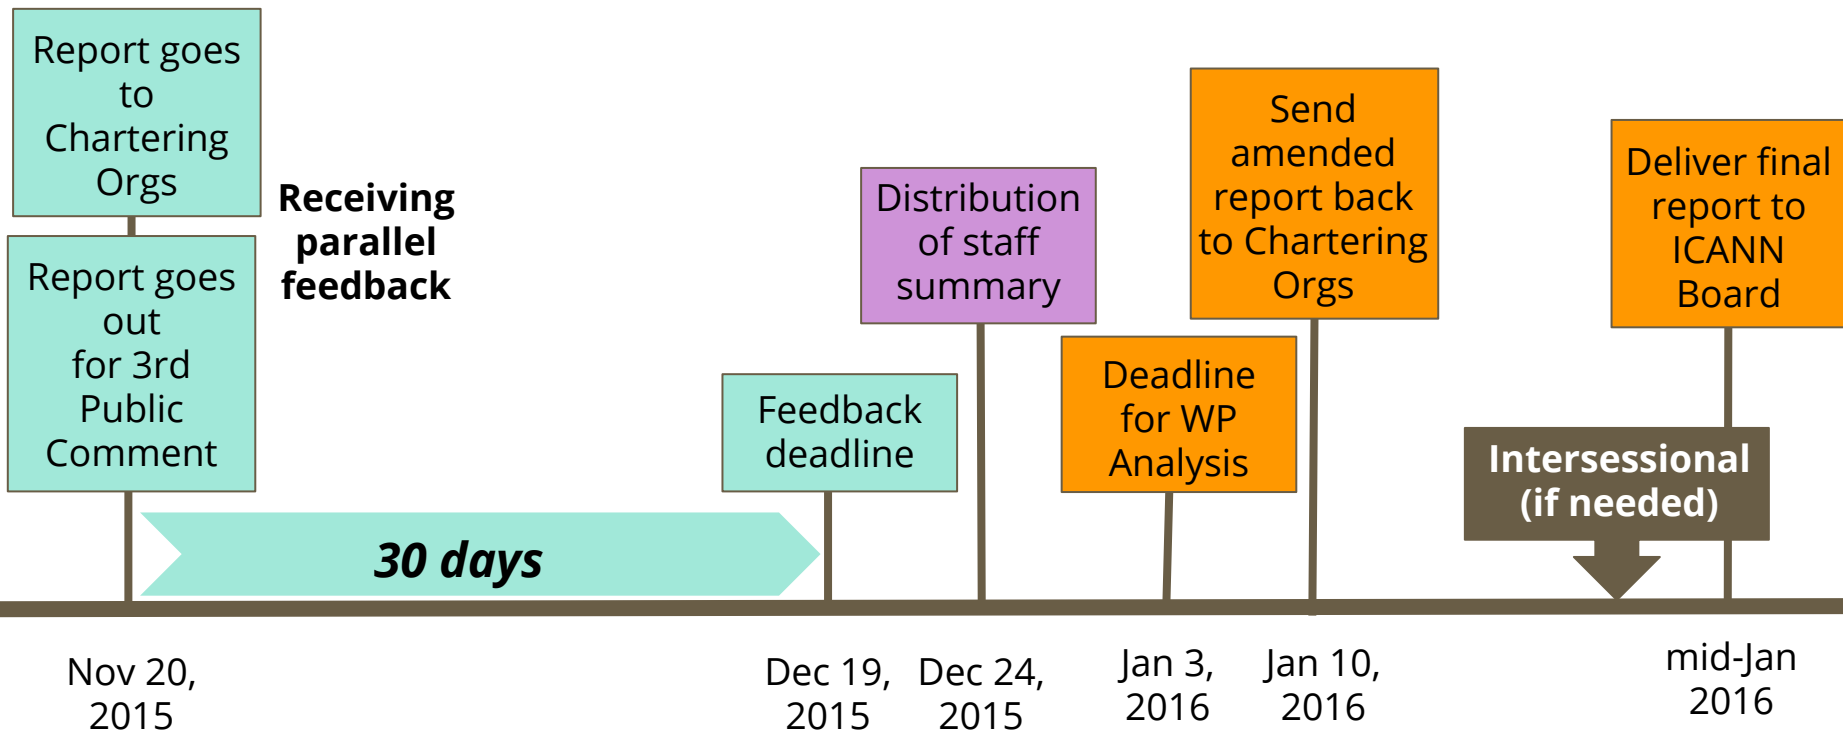 Report goes
to
Chartering
Orgs
Report goes
out
for 3rd
Public
Comment
Receiving
parallel
feedback
30 days
Feedback
deadline
Distribution
of staff
summary
Deadline
for WP
Analysis
Send
amended
report back
to Chartering
Orgs
Intersessional
(if needed)
Deliver final
report to
ICANN
Board
Nov 20,
2015
Dec 19,
2015
Dec 24,
2015
Jan 3,
2016
Jan 10,
2016
mid-Jan
2016